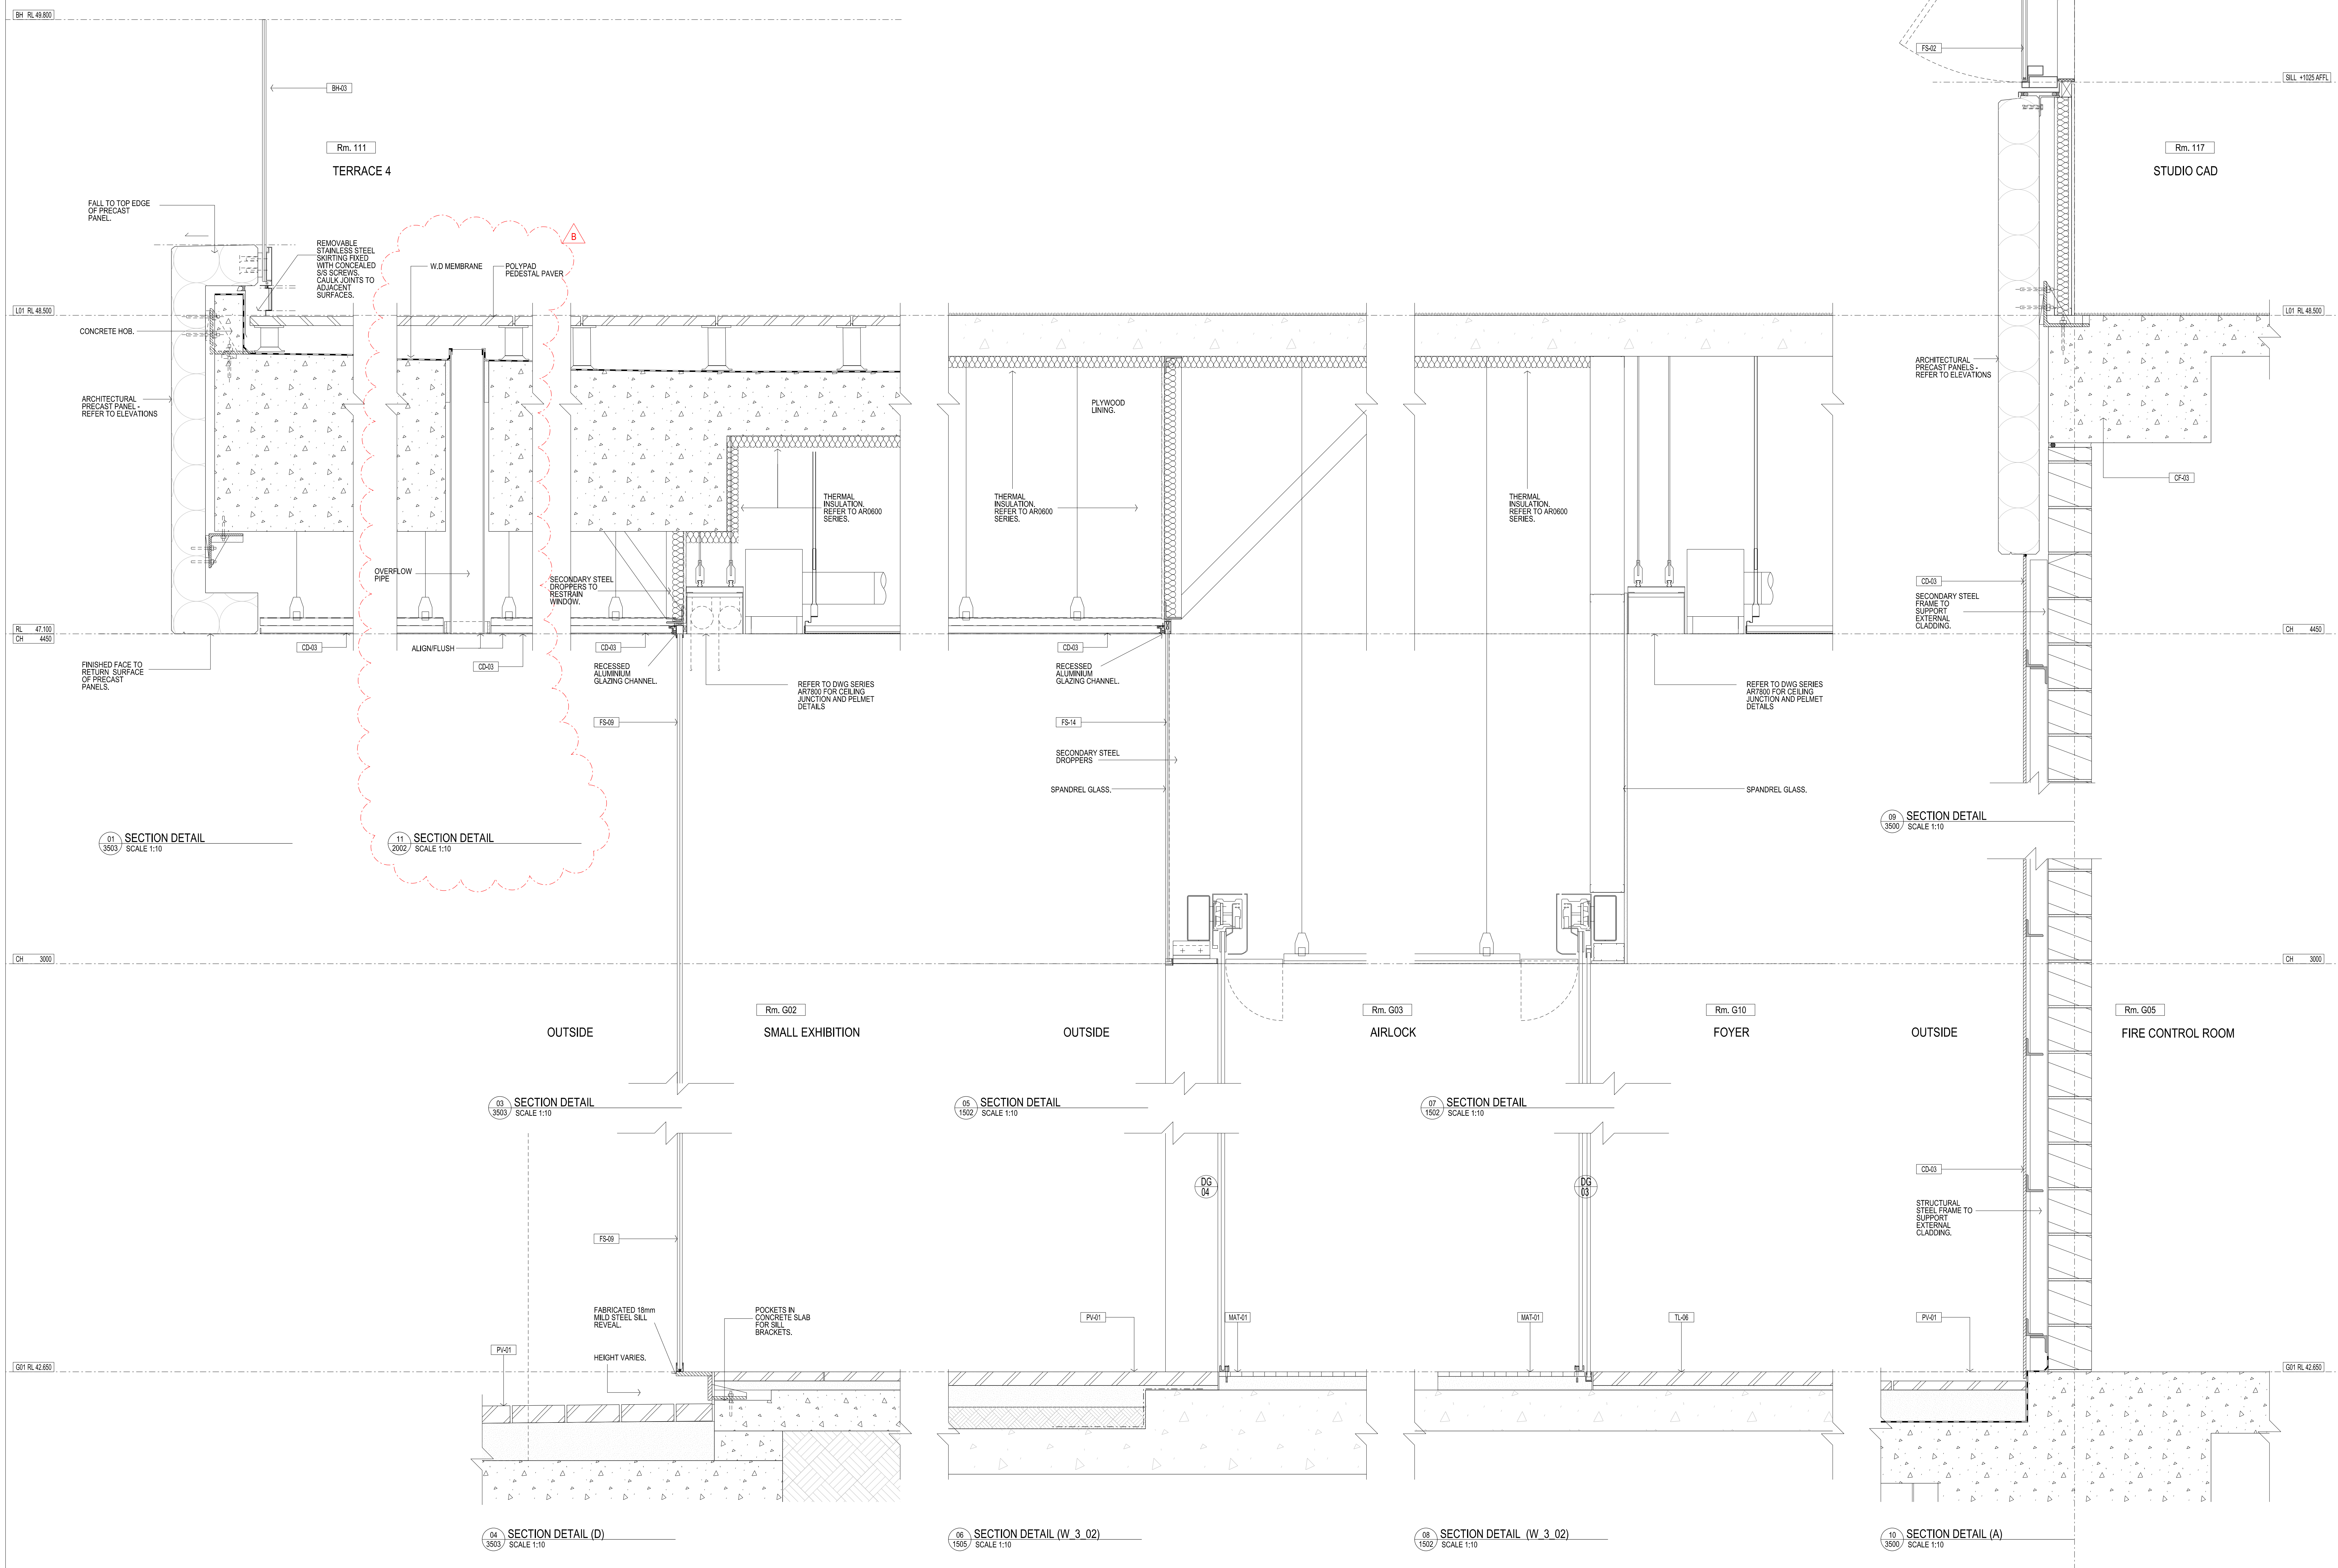 BH RL 49.800
BH-03
Rm. 111
TERRACE 4
FALL TO TOP EDGE
OF PRECAST
PANEL.
REMOVABLE
STAINLESS STEEL
SKIRTING FIXED
WITH CONCEALED
S/S SCREWS.
CAULK JOINTS TO
ADJACENT
SURFACES.
B
W.D MEMBRANE
POLYPAD
PEDESTAL PAVER
L01 RL 48.500
CONCRETE HOB.
ARCHITECTURAL
PRECAST PANEL -
REFER TO ELEVATIONS
OVERFLOW
PIPE
SECONDARY STEEL
DROPPERS TO
RESTRAIN
WINDOW.
THERMAL
INSULATION.
REFER TO AR0600
SERIES.
RL 47.100
CH 4450
CD-03
ALIGN/FLUSH
CD-03
CD-03
FINISHED FACE TO
RETURN SURFACE
OF PRECAST
PANELS.
RECESSED
ALUMINIUM
GLAZING CHANNEL.
REFER TO DWG SERIES
AR7800 FOR CEILING
JUNCTION AND PELMET
DETAILS
FS-09
01
3503
SECTION DETAIL
SCALE 1:10
11
2002
SECTION DETAIL
SCALE 1:10
CH 3000
Rm. G02
OUTSIDE
SMALL EXHIBITION
03
3503
SECTION DETAIL
SCALE 1:10
FS-09
FABRICATED 18mm
MILD STEEL SILL
REVEAL.
POCKETS IN
CONCRETE SLAB
FOR SILL
BRACKETS.
PV-01
HEIGHT VARIES.
G01 RL 42.650
04
3503
SECTION DETAIL (D)
SCALE 1:10
PLYWOOD
LINING.
THERMAL
INSULATION.
REFER TO AR0600
SERIES.
CD-03
RECESSED
ALUMINIUM
GLAZING CHANNEL.
FS-14
SECONDARY STEEL
DROPPERS
SPANDREL GLASS.
OUTSIDE
Rm. G03
AIRLOCK
05
1502
SECTION DETAIL
SCALE 1:10
DG
04
PV-01
MAT-01
06
1505
SECTION DETAIL (W_3_02)
SCALE 1:10
THERMAL
INSULATION.
REFER TO AR0600
SERIES.
REFER TO DWG SERIES
AR7800 FOR CEILING
JUNCTION AND PELMET
DETAILS
SPANDREL GLASS.
Rm. G10
FOYER
07
1502
SECTION DETAIL
SCALE 1:10
DG
03
MAT-01
TL-06
08
1502
SECTION DETAIL (W_3_02)
SCALE 1:10
FS-02
SILL +1025 AFFL
Rm. 117
STUDIO CAD
L01 RL 48.500
ARCHITECTURAL
PRECAST PANELS -
REFER TO ELEVATIONS
CF-03
CD-03
SECONDARY STEEL
FRAME TO
SUPPORT
EXTERNAL
CLADDING.
CH 4450
09
3500
SECTION DETAIL
SCALE 1:10
CH 3000
Rm. G05
OUTSIDE
FIRE CONTROL ROOM
CD-03
STRUCTURAL
STEEL FRAME TO
SUPPORT
EXTERNAL
CLADDING.
PV-01
G01 RL 42.650
10
3500
SECTION DETAIL (A)
SCALE 1:10